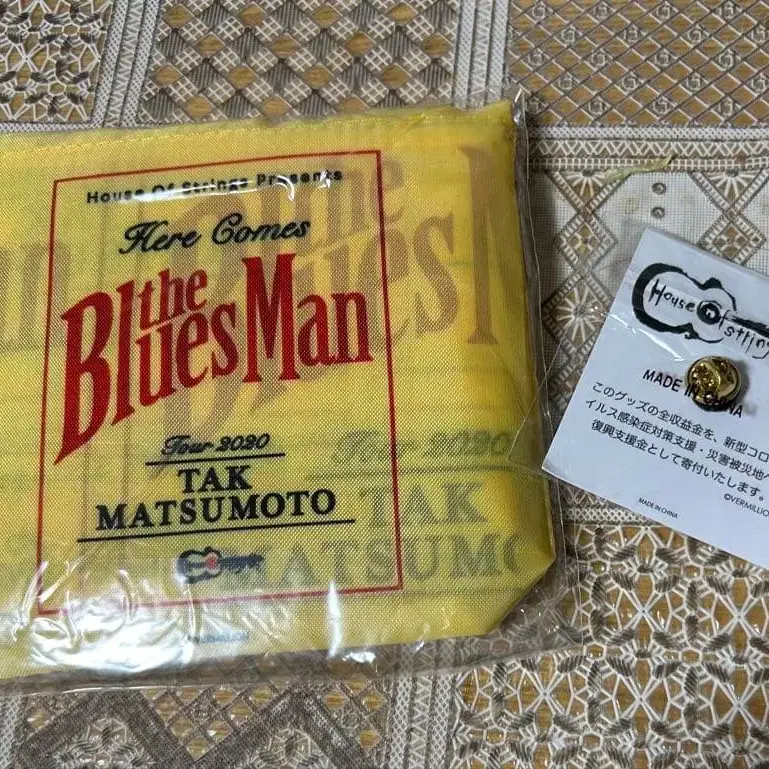 House Of Strings Presents
Here Comes
the
Blues Man
Tour 2020
TAK
MATSUMOTO
House Of string
MADE IN CHINA
このグッズの全収益金を、新型コロ
イルス感染症対策支援・災害被災地へ
復興支援金として寄付いたします。
©VERMILLIO
MADE IN CHINA